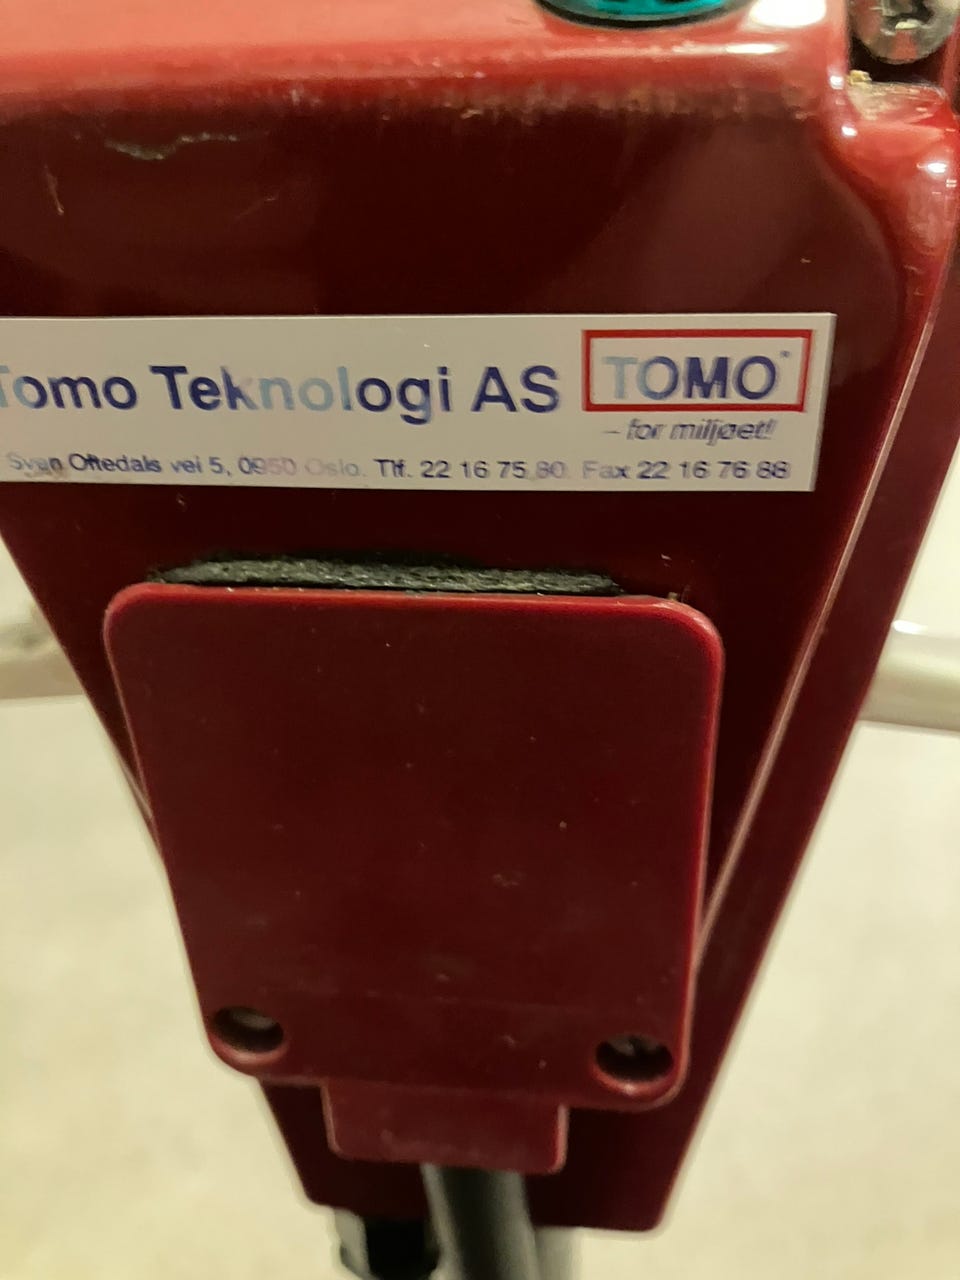 Tomo Teknologi AS
TOMO
- for miljøet!
Sven Oftedals vei 5, 0950 Oslo. Tlf. 22 16 75 80 Fax 22 16 76 88